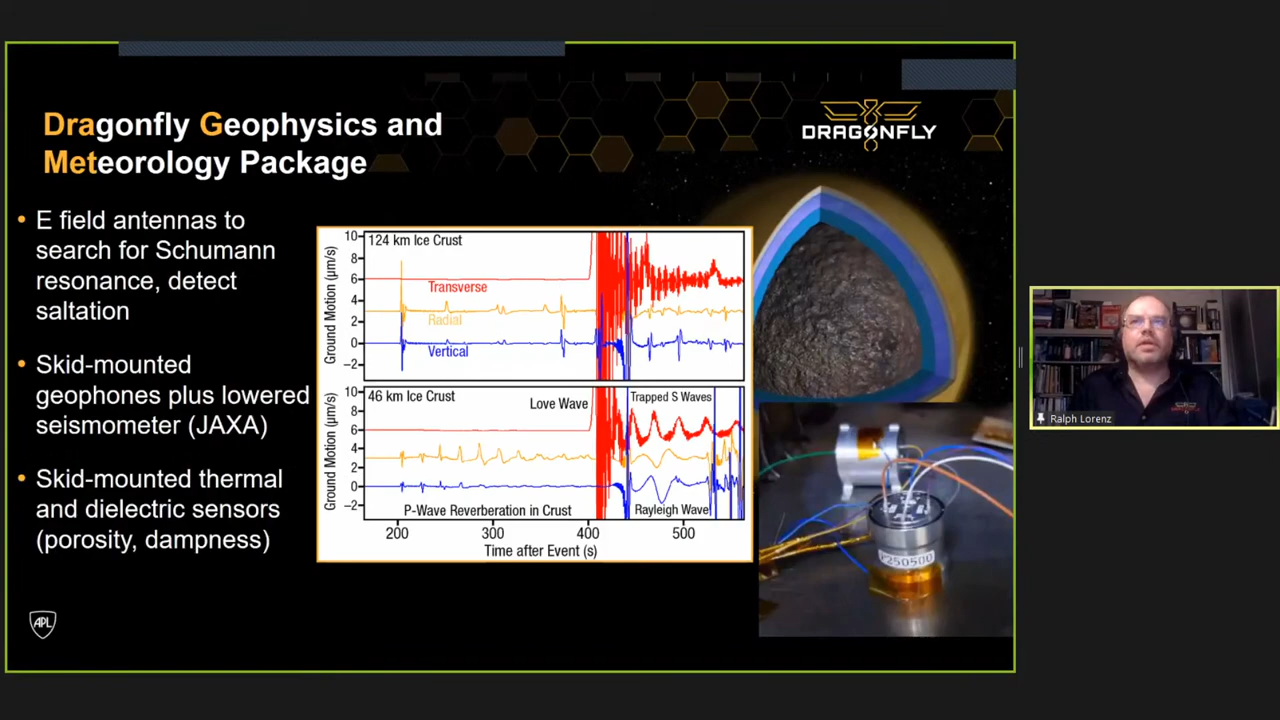 Dragonfly Geophysics and
Meteorology Package
DRAGONFLY
• E field antennas to
search for Schumann
resonance, detect
saltation
• Skid-mounted
geophones plus lowered
seismometer (JAXA)
• Skid-mounted thermal
and dielectric sensors
(porosity, dampness)
Ground Motion (μm/s)
10
8
6
4
2
0
−2
124 km Ice Crust
Transverse
Radial
Vertical
Ground Motion (μm/s)
10
8
6
4
2
0
−2
46 km Ice Crust
Love Wave
Trapped S Waves
P-Wave Reverberation in Crust
Rayleigh Wave
200 300 400 500
Time after Event (s)
P250500
APL
Ralph Lorenz